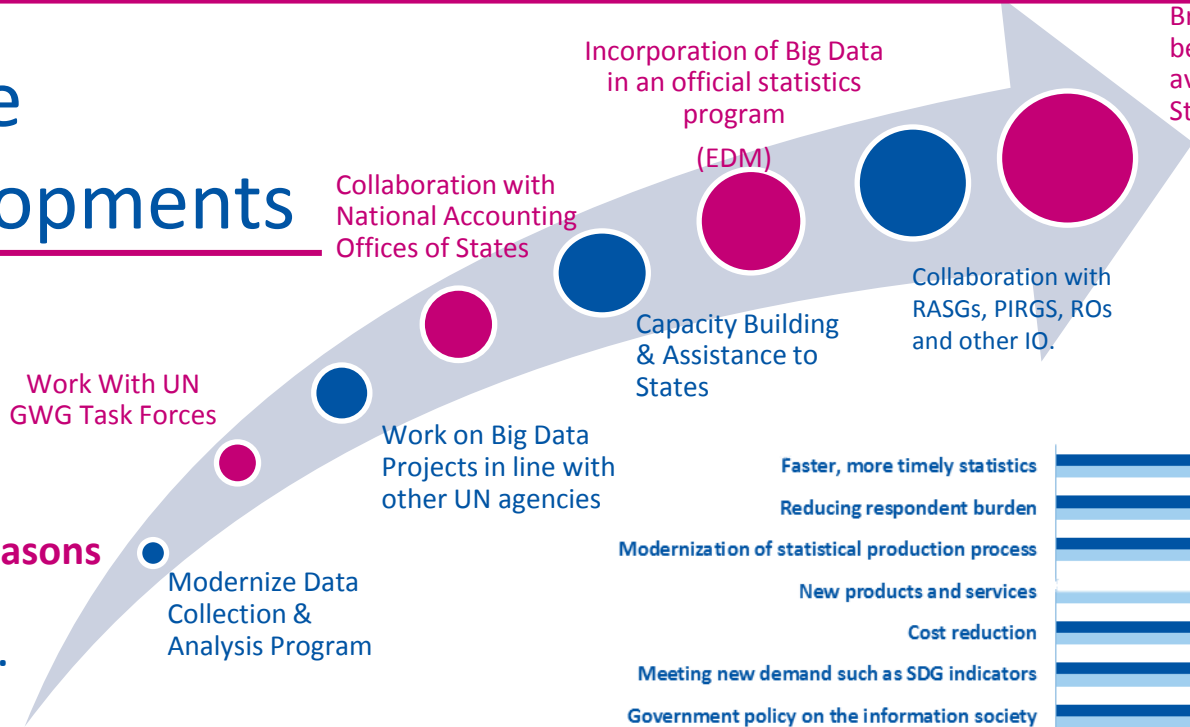 e
opments
Incorporation of Big Data
in an official statistics
program
(EDM)
Br
be
av
St
Collaboration with
National Accounting
Offices of States
Collaboration with
RASGs, PIRGS, ROs
and other IO.
Capacity Building
& Assistance to
States
Work With UN
GWG Task Forces
Work on Big Data
Projects in line with
other UN agencies
asons
Modernize Data
Collection &
Analysis Program
.
Faster, more timely statistics
Reducing respondent burden
Modernization of statistical production process
New products and services
Cost reduction
Meeting new demand such as SDG indicators
Government policy on the information society